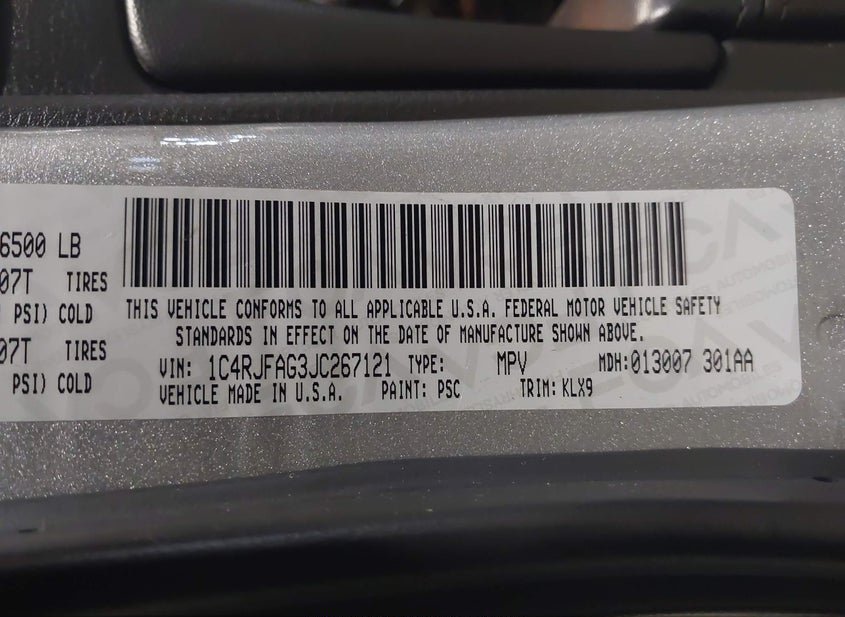 6500 LB
07T TIRES
PSI) COLD
THIS VEHICLE CONFORMS TO ALL APPLICABLE U.S.A. FEDERAL MOTOR VEHICLE SAFETY
STANDARDS IN EFFECT ON THE DATE OF MANUFACTURE SHOWN ABOVE.
07T TIRES
VIN: 1C4RJFAG3JC267121 TYPE: MPV MDH: 013007 301AA
PSI) COLD
VEHICLE MADE IN U.S.A. PAINT: PSC TRIM: KLX9